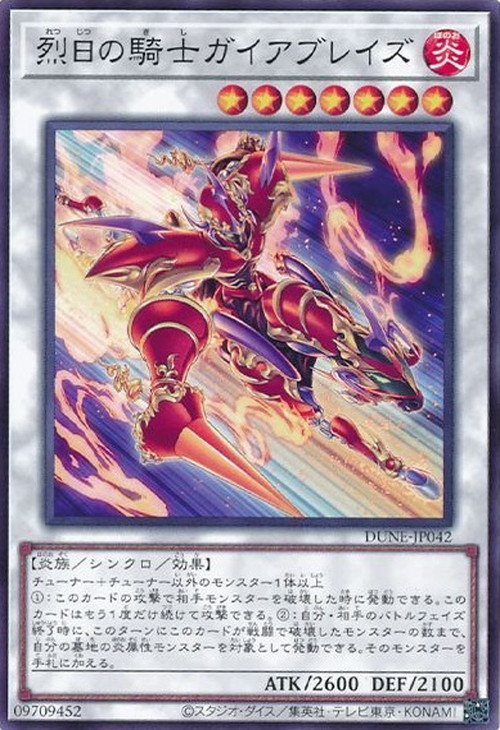 烈日の騎士ガイアブレイズ
炎
DUNE-JP042
【炎族／シンクロ／効果】
チューナー＋チューナー以外のモンスター1体以上
①：このカードの攻撃で相手モンスターを破壊した時に発動できる。この
カードはもう1度だけ続けて攻撃できる。②：自分・相手のバトルフェイズ
終了時に、このターンにこのカードが戦闘で破壊したモンスターの数まで、
自分の墓地の炎属性モンスターを対象として発動できる。そのモンスターを
手札に加える。
ATK/2600 DEF/2100
09709452
©スタジオ・ダイス／集英社・テレビ東京・KONAMI